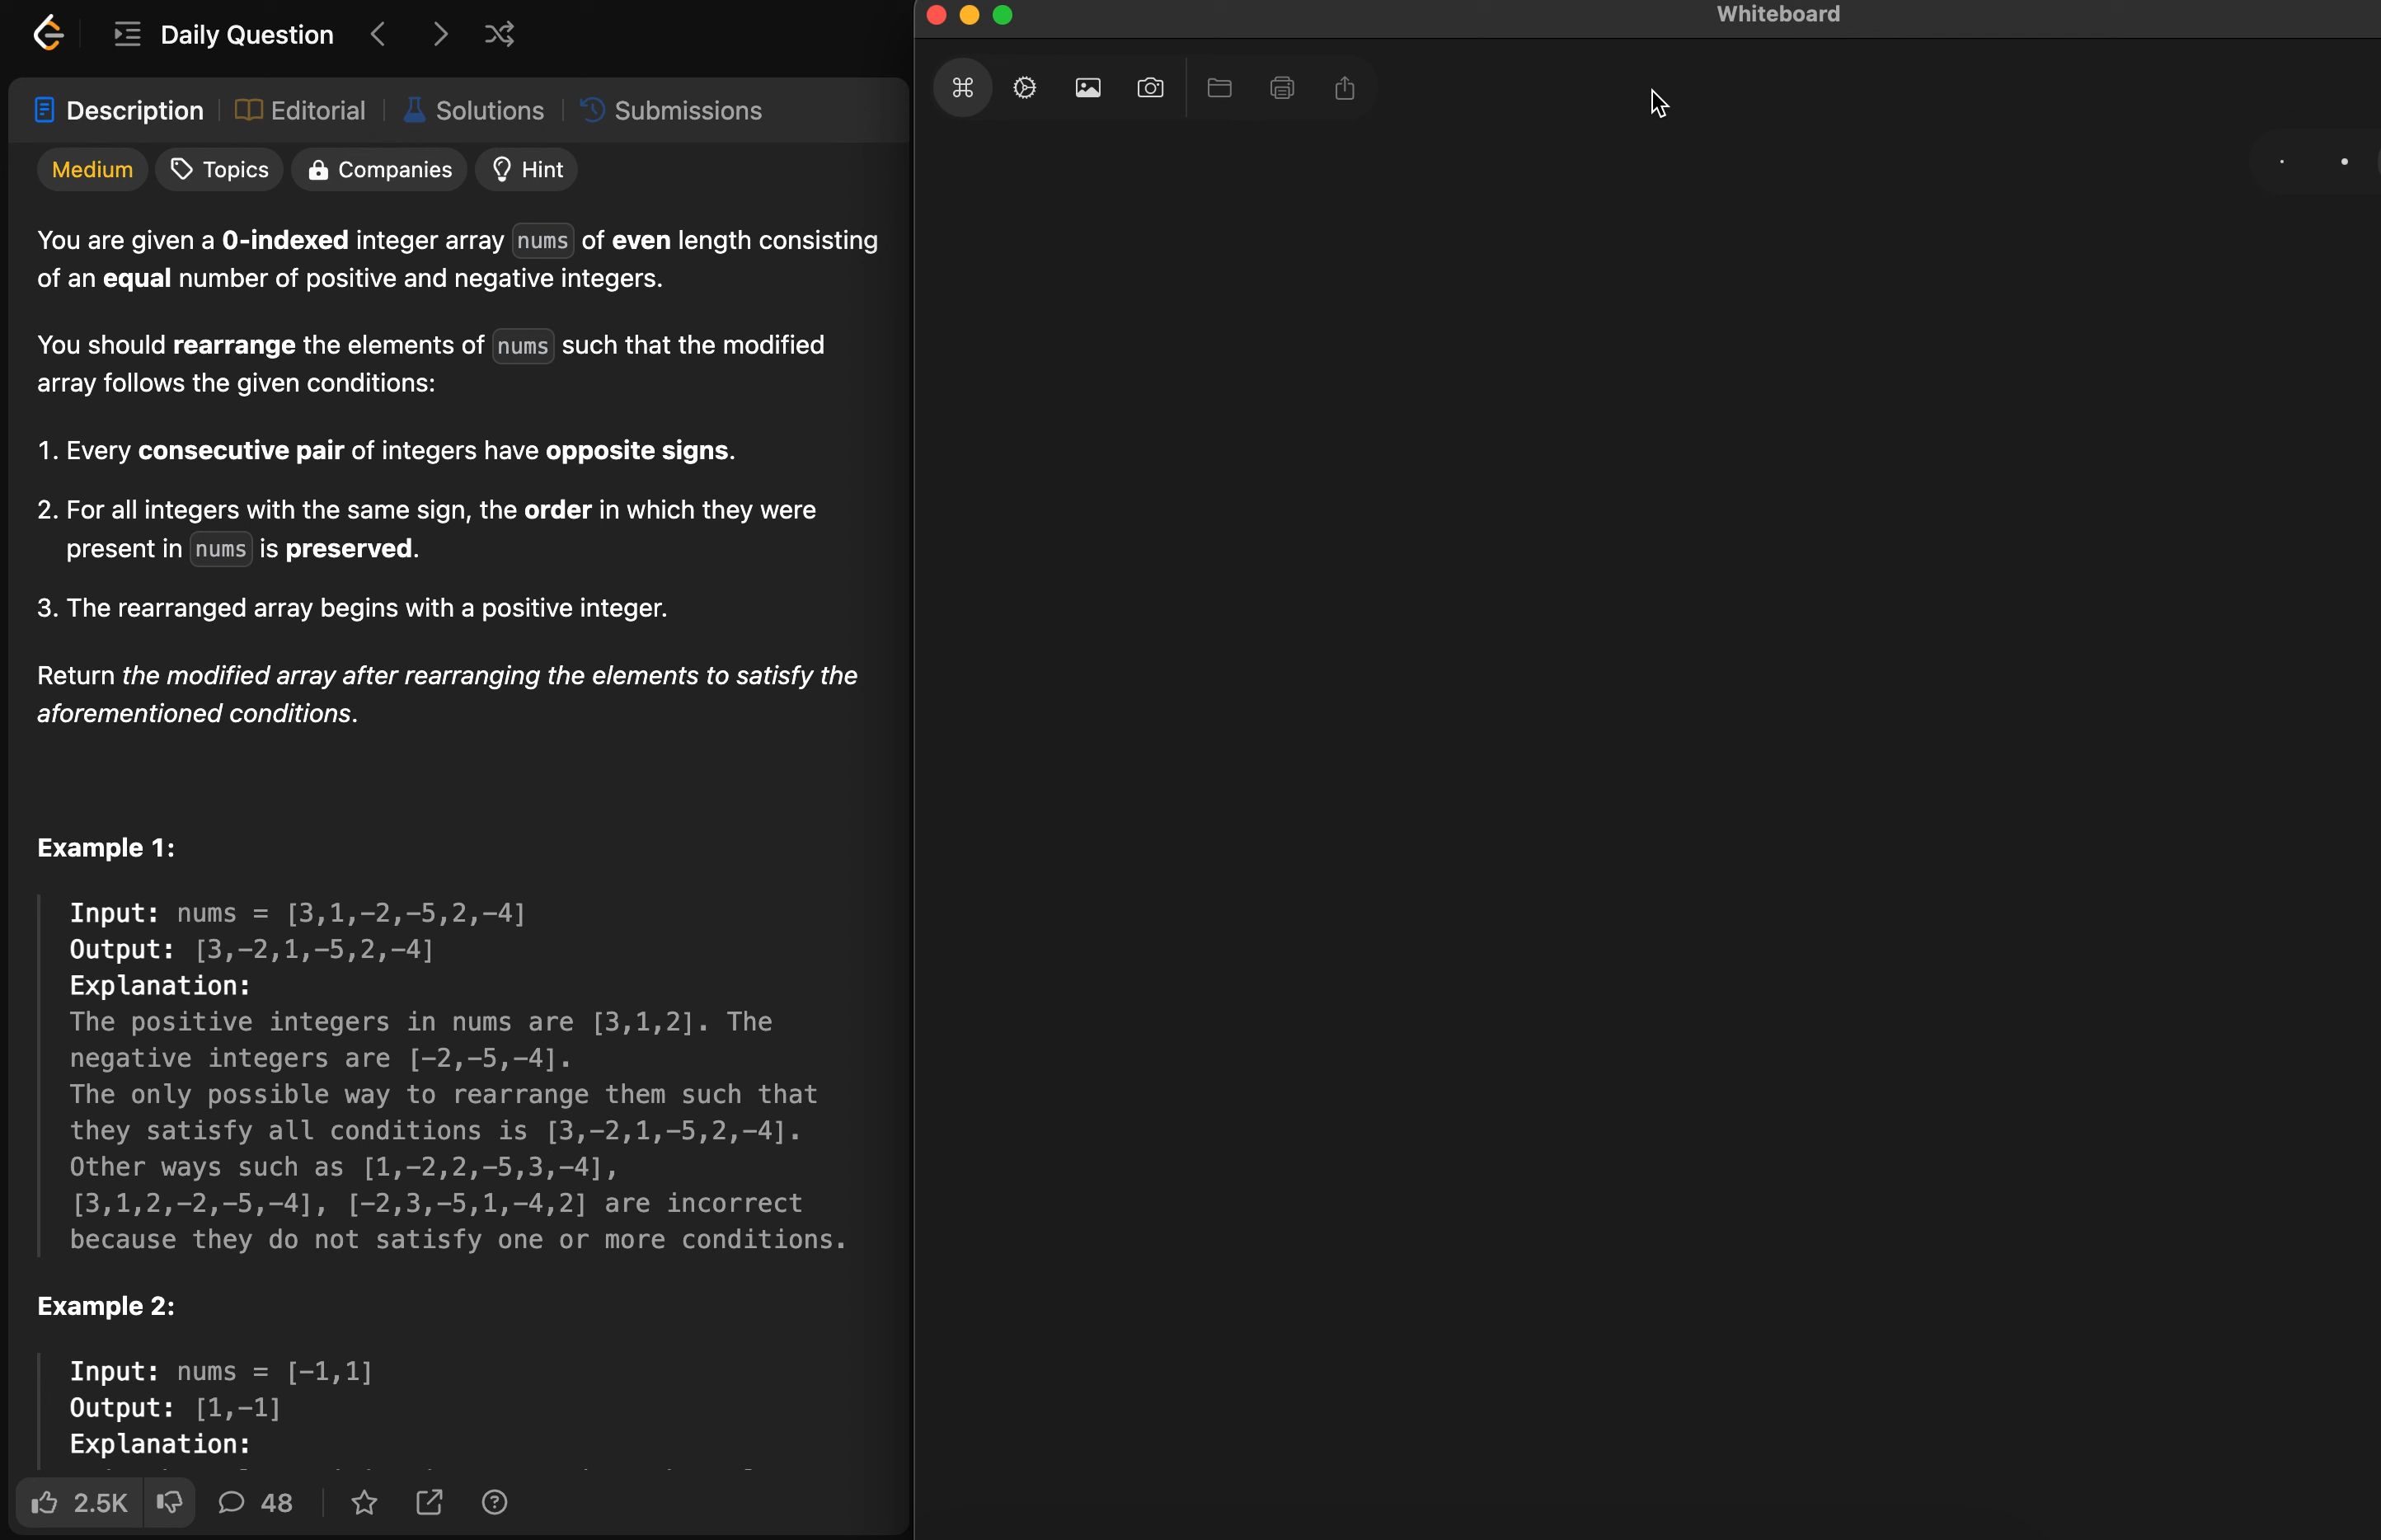 Daily Question
Whiteboard
Description Editorial Solutions Submissions
Medium Topics Companies Hint
You are given a 0-indexed integer array nums of even length consisting
of an equal number of positive and negative integers.
You should rearrange the elements of nums such that the modified
array follows the given conditions:
1. Every consecutive pair of integers have opposite signs.
2. For all integers with the same sign, the order in which they were
present in nums is preserved.
3. The rearranged array begins with a positive integer.
Return the modified array after rearranging the elements to satisfy the
aforementioned conditions.
Example 1:
Input: nums = [3,1,-2,-5,2,-4]
Output: [3,-2,1,-5,2,-4]
Explanation:
The positive integers in nums are [3,1,2]. The
negative integers are [-2,-5,-4].
The only possible way to rearrange them such that
they satisfy all conditions is [3,-2,1,-5,2,-4].
Other ways such as [1,-2,2,-5,3,-4],
[3,1,2,-2,-5,-4], [-2,3,-5,1,-4,2] are incorrect
because they do not satisfy one or more conditions.
Example 2:
Input: nums = [-1,1]
Output: [1,-1]
Explanation:
2.5K 48